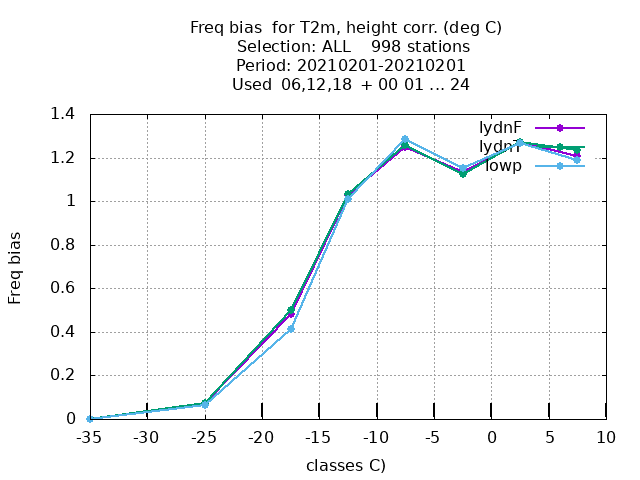 Freq bias  for T2m, height corr. (deg C)
Selection: ALL    998 stations
Period: 20210201-20210201
Used  06,12,18  + 00 01 ... 24
1.4
1.2
1
0.8
0.6
0.4
0.2
0
Freq bias
lydnF
lydnT
lowp
-35 -30 -25 -20 -15 -10 -5 0 5 10
classes C)